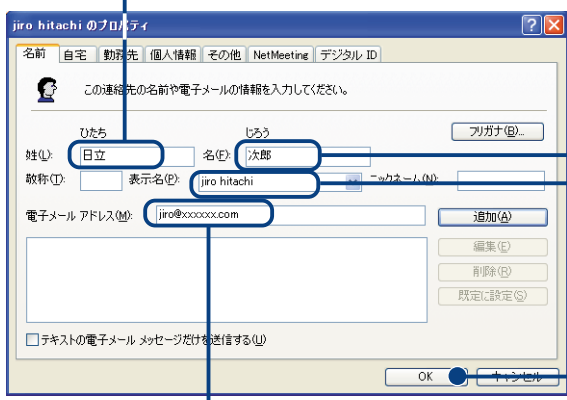 jiro hitachi のプロパティ
名前 自宅 勤務先 個人情報 その他 NetMeeting デジタル ID
この連絡先の名前や電子メールの情報を入力してください。
ひたち じろう フリガナ(B)...
姓(L): 日立 名(F): 次郎
敬称(T): 表示名(P): jiro hitachi ニックネーム(N):
電子メール アドレス(M): jiro@xxxxxx.com 追加(A)
編集(E)
削除(R)
既定に設定(S)
テキストの電子メール メッセージだけを送信する(U)
OK キャンセル